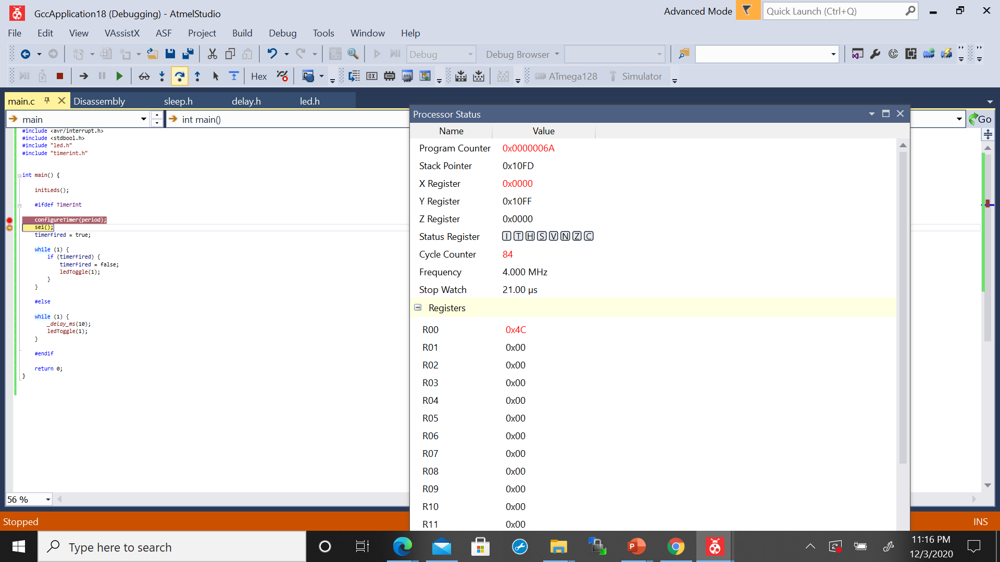 GccApplication18 (Debugging) - AtmelStudio
Advanced Mode
Quick Launch (Ctrl+Q)
File Edit View VAssistX ASF Project Build Debug Tools Window Help
Debug
Debug Browser
Hex
ATmega128
Simulator
main.c
Disassembly
sleep.h
delay.h
led.h
main
int main()
Go
#include <avr/interrupt.h>
#include <stdbool.h>
#include "led.h"
#include "timerint.h"
int main() {
initLeds();
#ifdef TimerInt
configureTimer(period);
sei();
timerFired = true;
while (1) {
if (timerFired) {
timerFired = false;
ledToggle(1);
}
}
#else
while (1) {
_delay_ms(10);
ledToggle(1);
}
#endif
return 0;
}
56 %
Processor Status
Name Value
Program Counter 0x0000006A
Stack Pointer 0x10FD
X Register 0x0000
Y Register 0x10FF
Z Register 0x0000
Status Register I T H S V N Z C
Cycle Counter 84
Frequency 4.000 MHz
Stop Watch 21.00 µs
Registers
R00 0x4C
R01 0x00
R02 0x00
R03 0x00
R04 0x00
R05 0x00
R06 0x00
R07 0x00
R08 0x00
R09 0x00
R10 0x00
R11 0x00
Stopped
INS
Type here to search
11:16 PM
12/3/2020